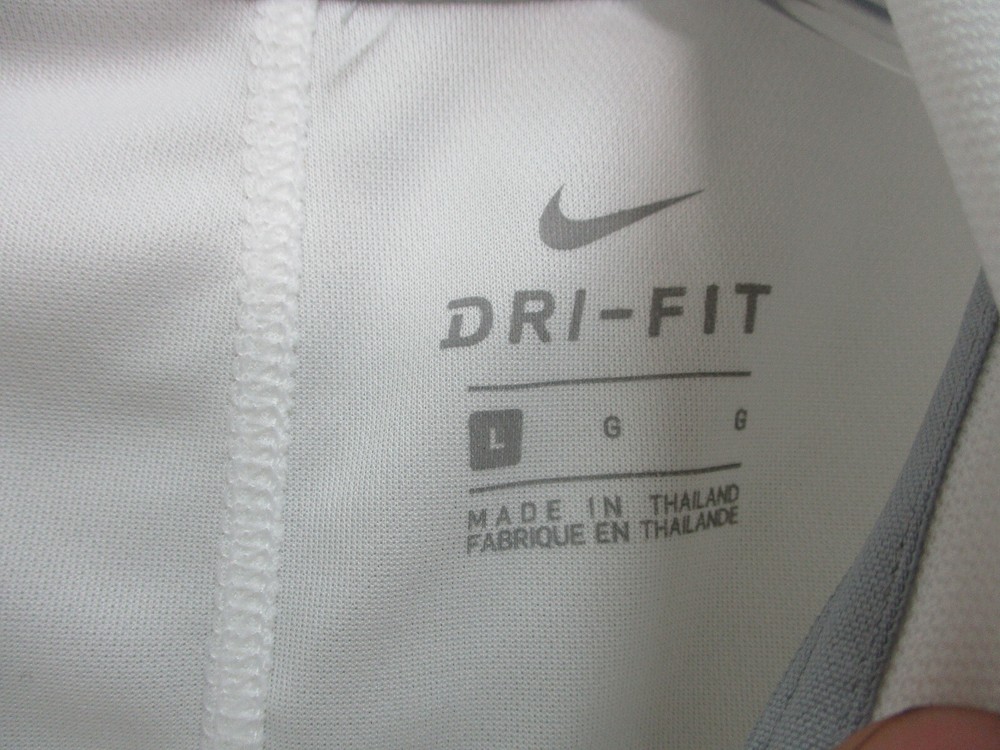 DRI-FIT
L G G
MADE IN THAILAND
FABRIQUE EN THAILANDE